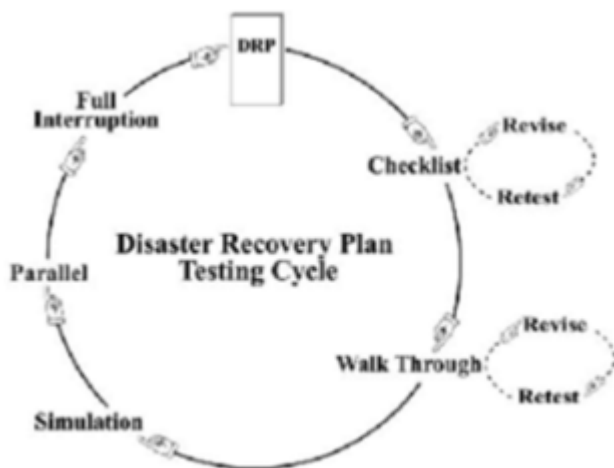 DRP
Full
Interruption
Revise
Checklist
Retest
Disaster Recovery Plan
Testing Cycle
Parallel
Revise
Walk Through
Retest
Simulation